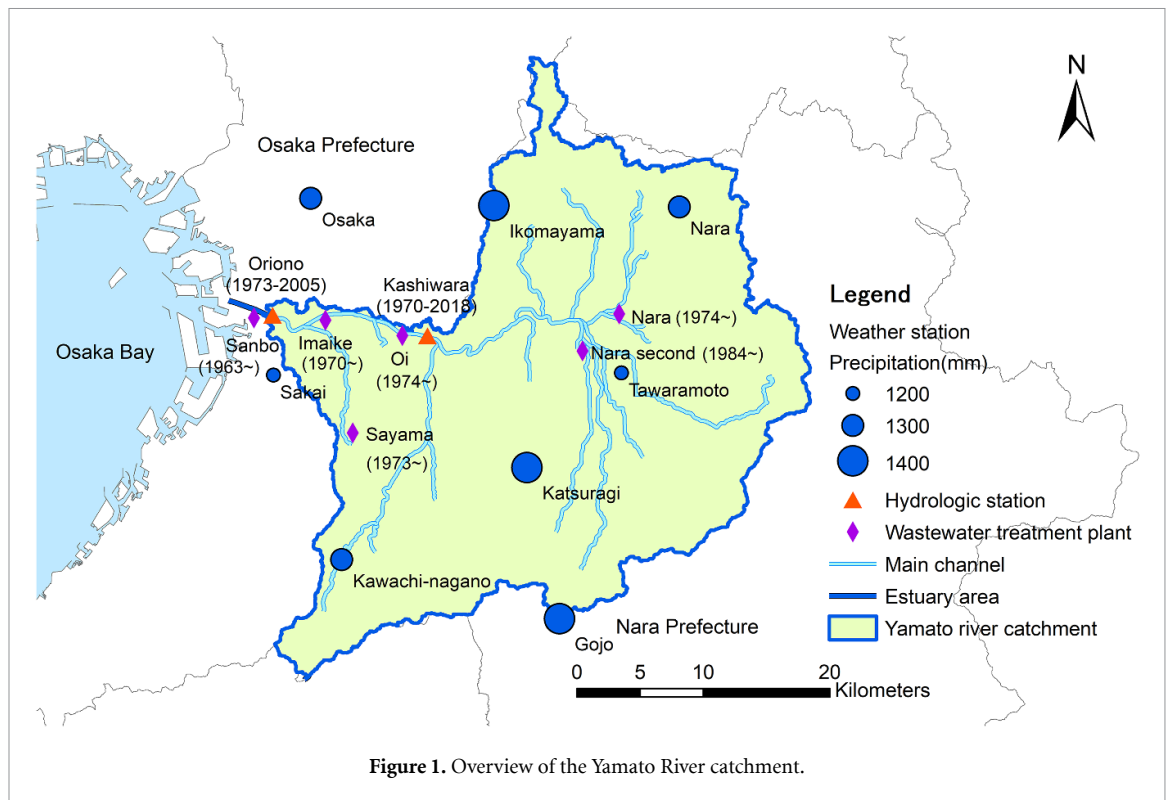 N
Osaka Prefecture
Osaka
Ikomayama
Nara
Oriono
(1973-2005)
Kashiwara
(1970-2018)
Osaka Bay
Sanbo
(1963~)
Imaike
(1970~)
Oi
(1974~)
Nara (1974~)
Nara second (1984~)
Sakai
Tawaramoto
Sayama
(1973~)
Katsuragi
Kawachi-nagano
Gojo
Nara Prefecture
Legend
Weather station
Precipitation(mm)
1200
1300
1400
Hydrologic station
Wastewater treatment plant
Main channel
Estuary area
Yamato river catchment
0 5 10 20
Kilometers
Figure 1. Overview of the Yamato River catchment.